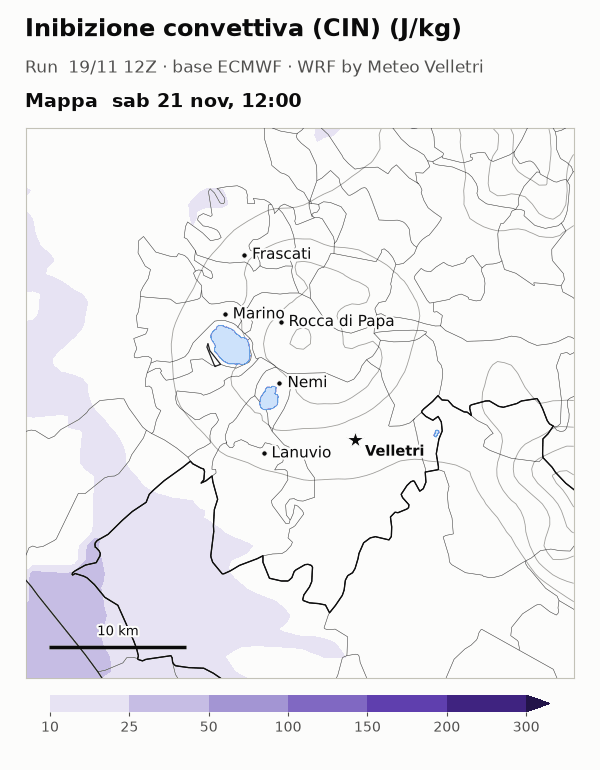 Inibizione convettiva (CIN) (J/kg)
Run  19/11 12Z · base ECMWF · WRF by Meteo Velletri
Mappa  sab 21 nov, 12:00
Frascati
Marino
Rocca di Papa
Nemi
Velletri
Lanuvio
10 km
10 25 50 100 150 200 300